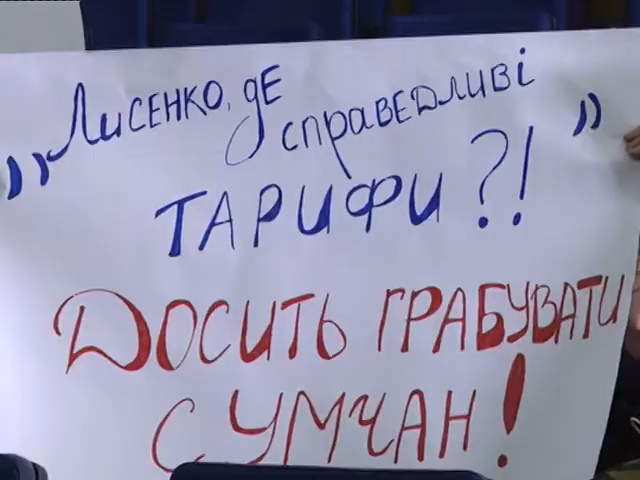 „Лисенко, де
справедливі"
тарифи?!
Досить грабувати
сумчан!